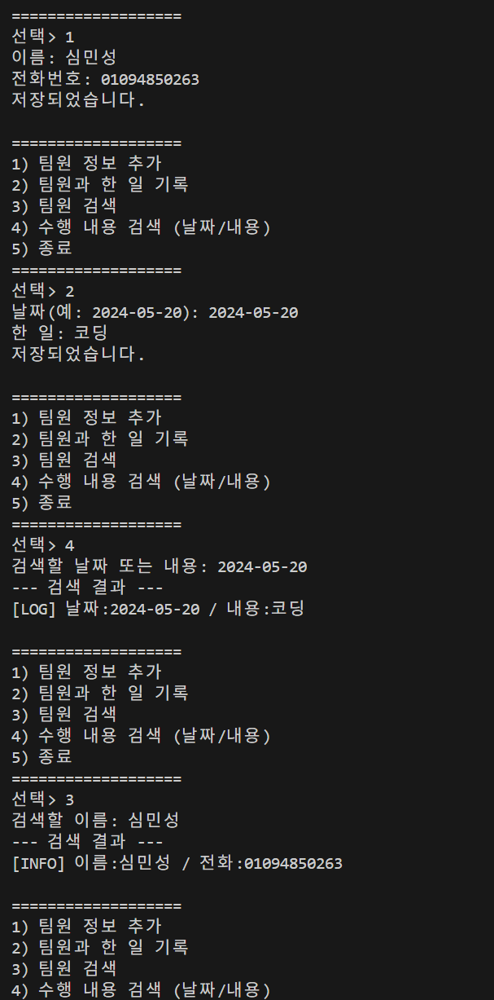 ===================
선택> 1
이름: 심민성
전화번호: 01094850263
저장되었습니다.
===================
1) 팀원 정보 추가
2) 팀원과 한 일 기록
3) 팀원 검색
4) 수행 내용 검색 (날짜/내용)
5) 종료
===================
선택> 2
날짜(예: 2024-05-20): 2024-05-20
한 일: 코딩
저장되었습니다.
===================
1) 팀원 정보 추가
2) 팀원과 한 일 기록
3) 팀원 검색
4) 수행 내용 검색 (날짜/내용)
5) 종료
===================
선택> 4
검색할 날짜 또는 내용: 2024-05-20
--- 검색 결과 ---
[LOG] 날짜:2024-05-20 / 내용:코딩
===================
1) 팀원 정보 추가
2) 팀원과 한 일 기록
3) 팀원 검색
4) 수행 내용 검색 (날짜/내용)
5) 종료
===================
선택> 3
검색할 이름: 심민성
--- 검색 결과 ---
[INFO] 이름:심민성 / 전화:01094850263
===================
1) 팀원 정보 추가
2) 팀원과 한 일 기록
3) 팀원 검색
4) 수행 내용 검색 (날짜/내용)